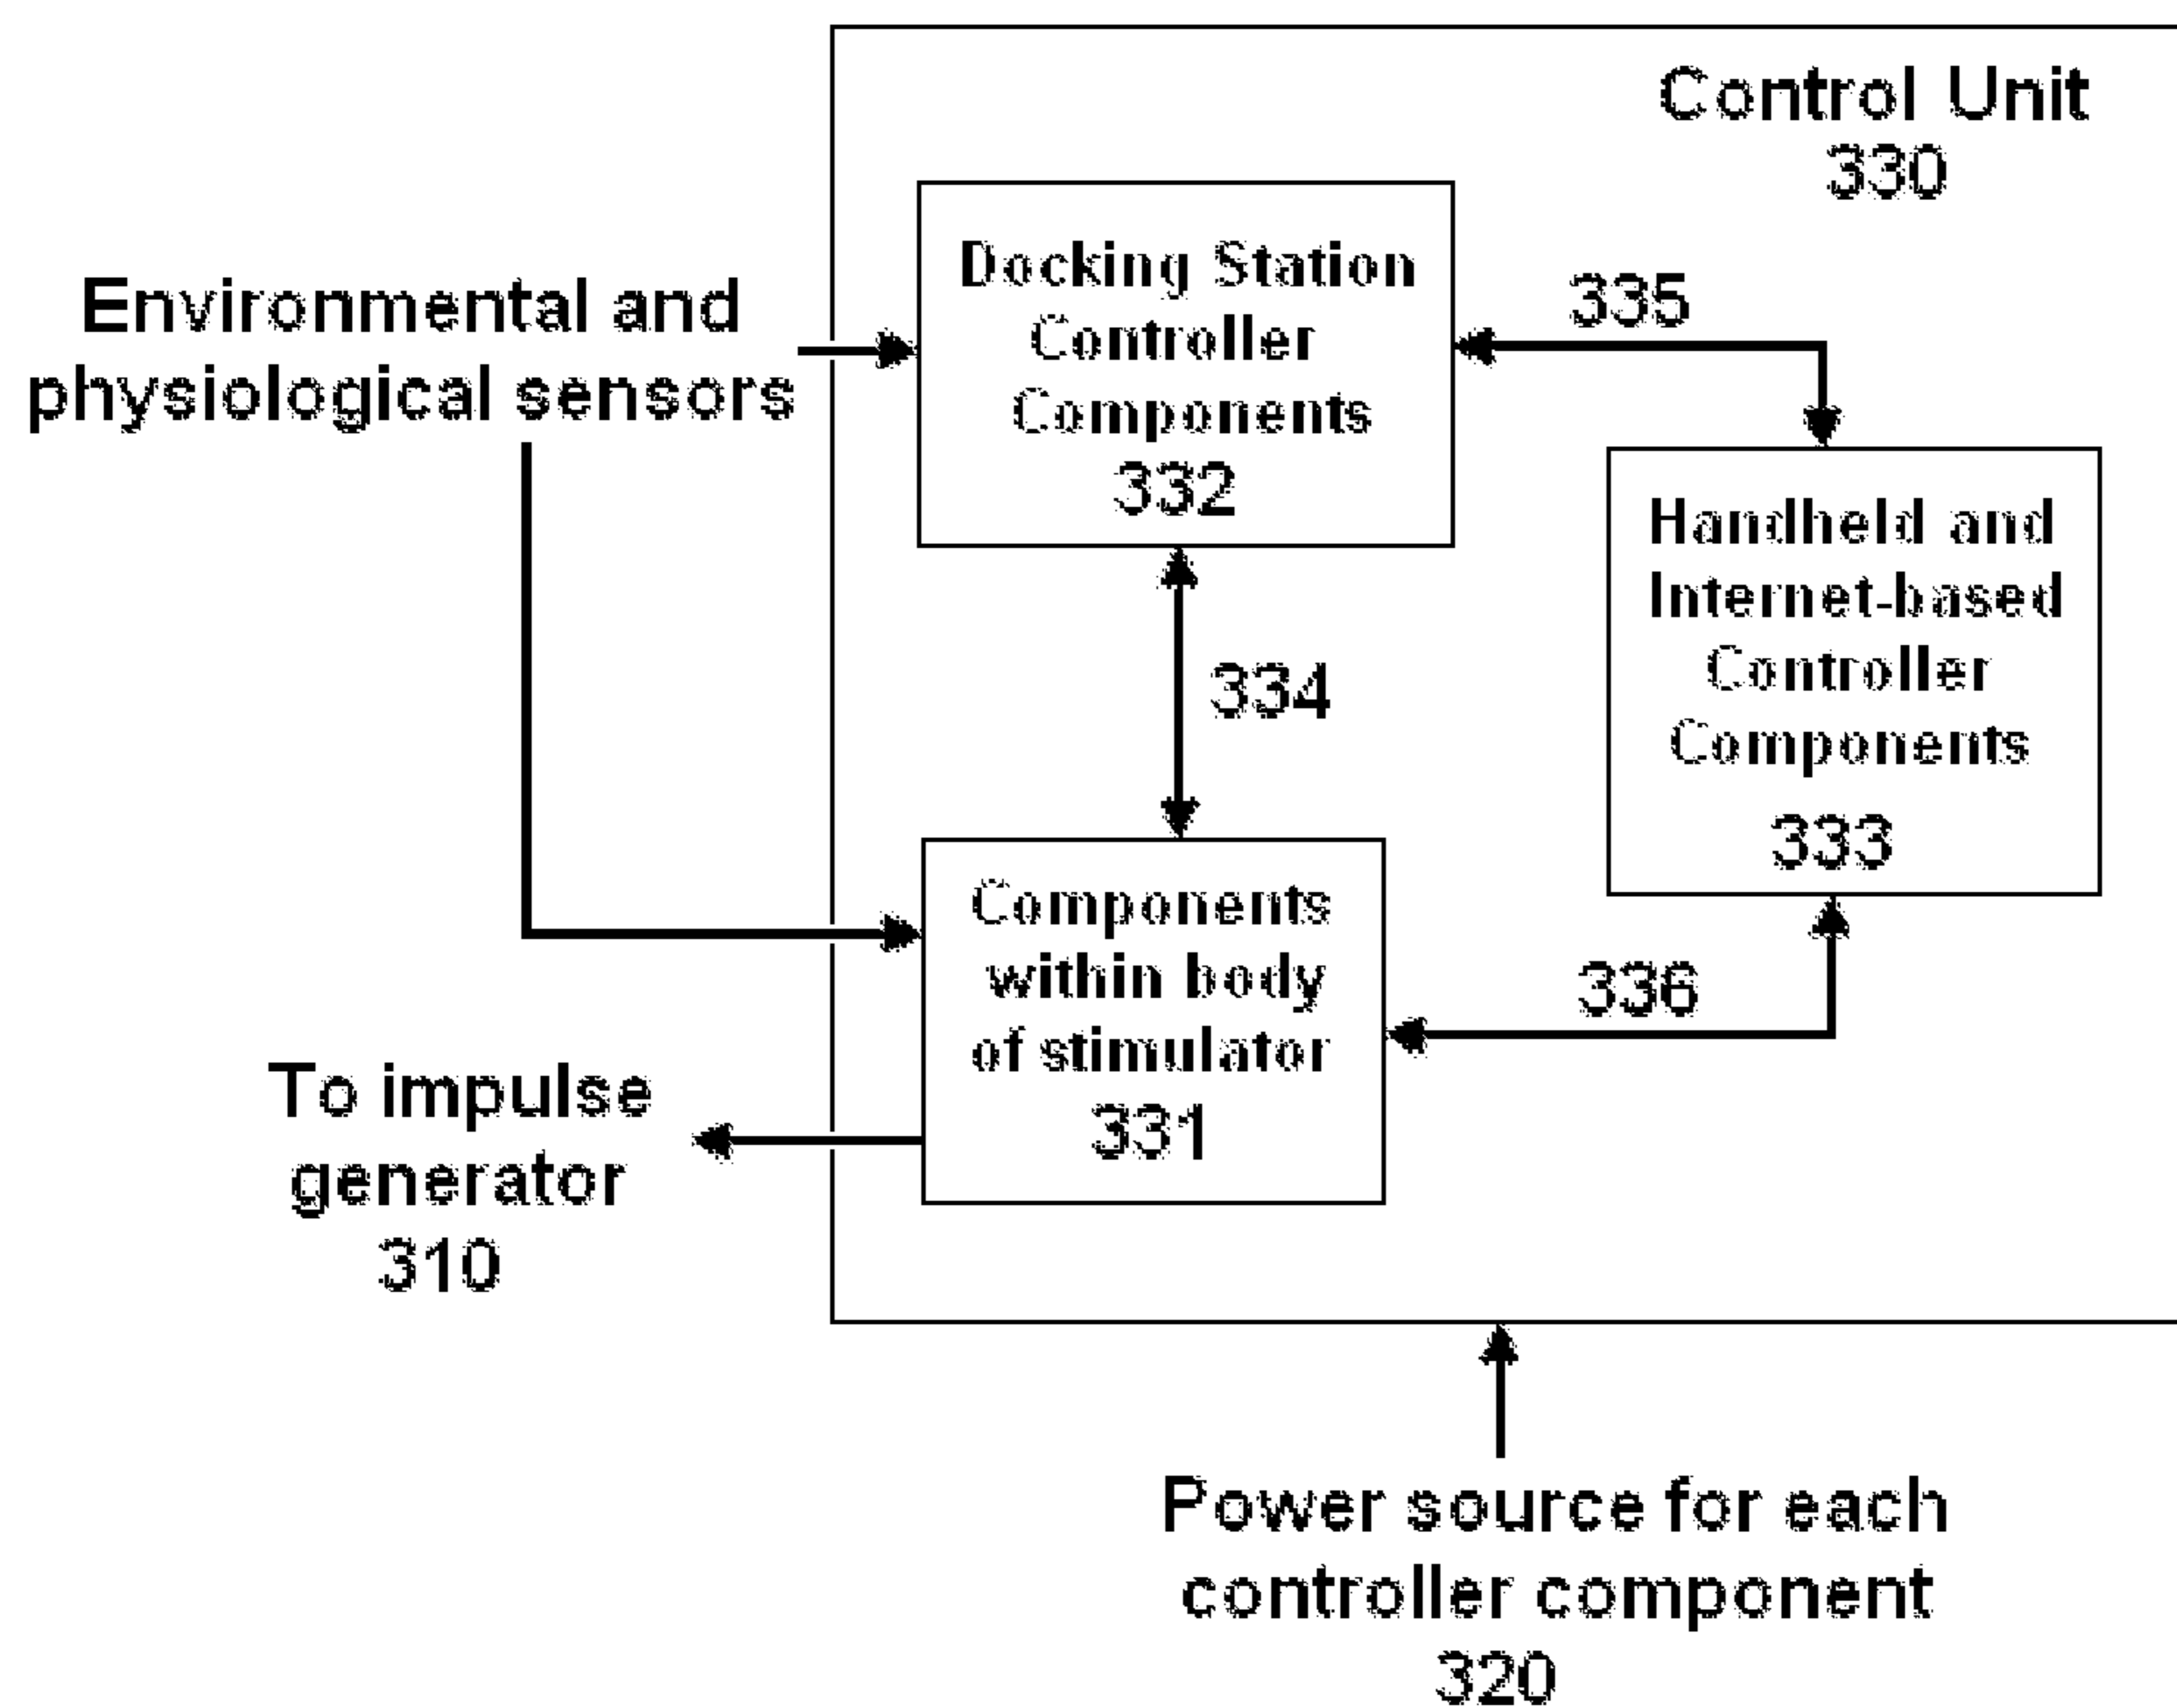 Control Unit
330
Docking Station
Controller
Components
332
335
Environmental and
physiological sensors
Handheld and
Internet-based
Controller
Components
333
334
Components
within body
of stimulator
331
336
To impulse
generator
310
Power source for each
controller component
320